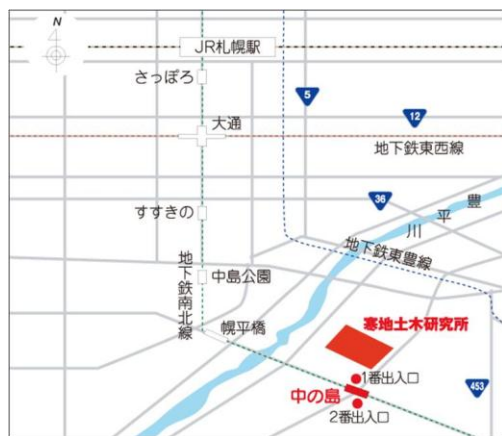 N
JR札幌駅
さっぽろ
5
12
大通
地下鉄東西線
36
豊平川
すすきの
地下鉄東豊線
地下鉄南北線
中島公園
幌平橋
寒地土木研究所
1番出入口
中の島
2番出入口
453